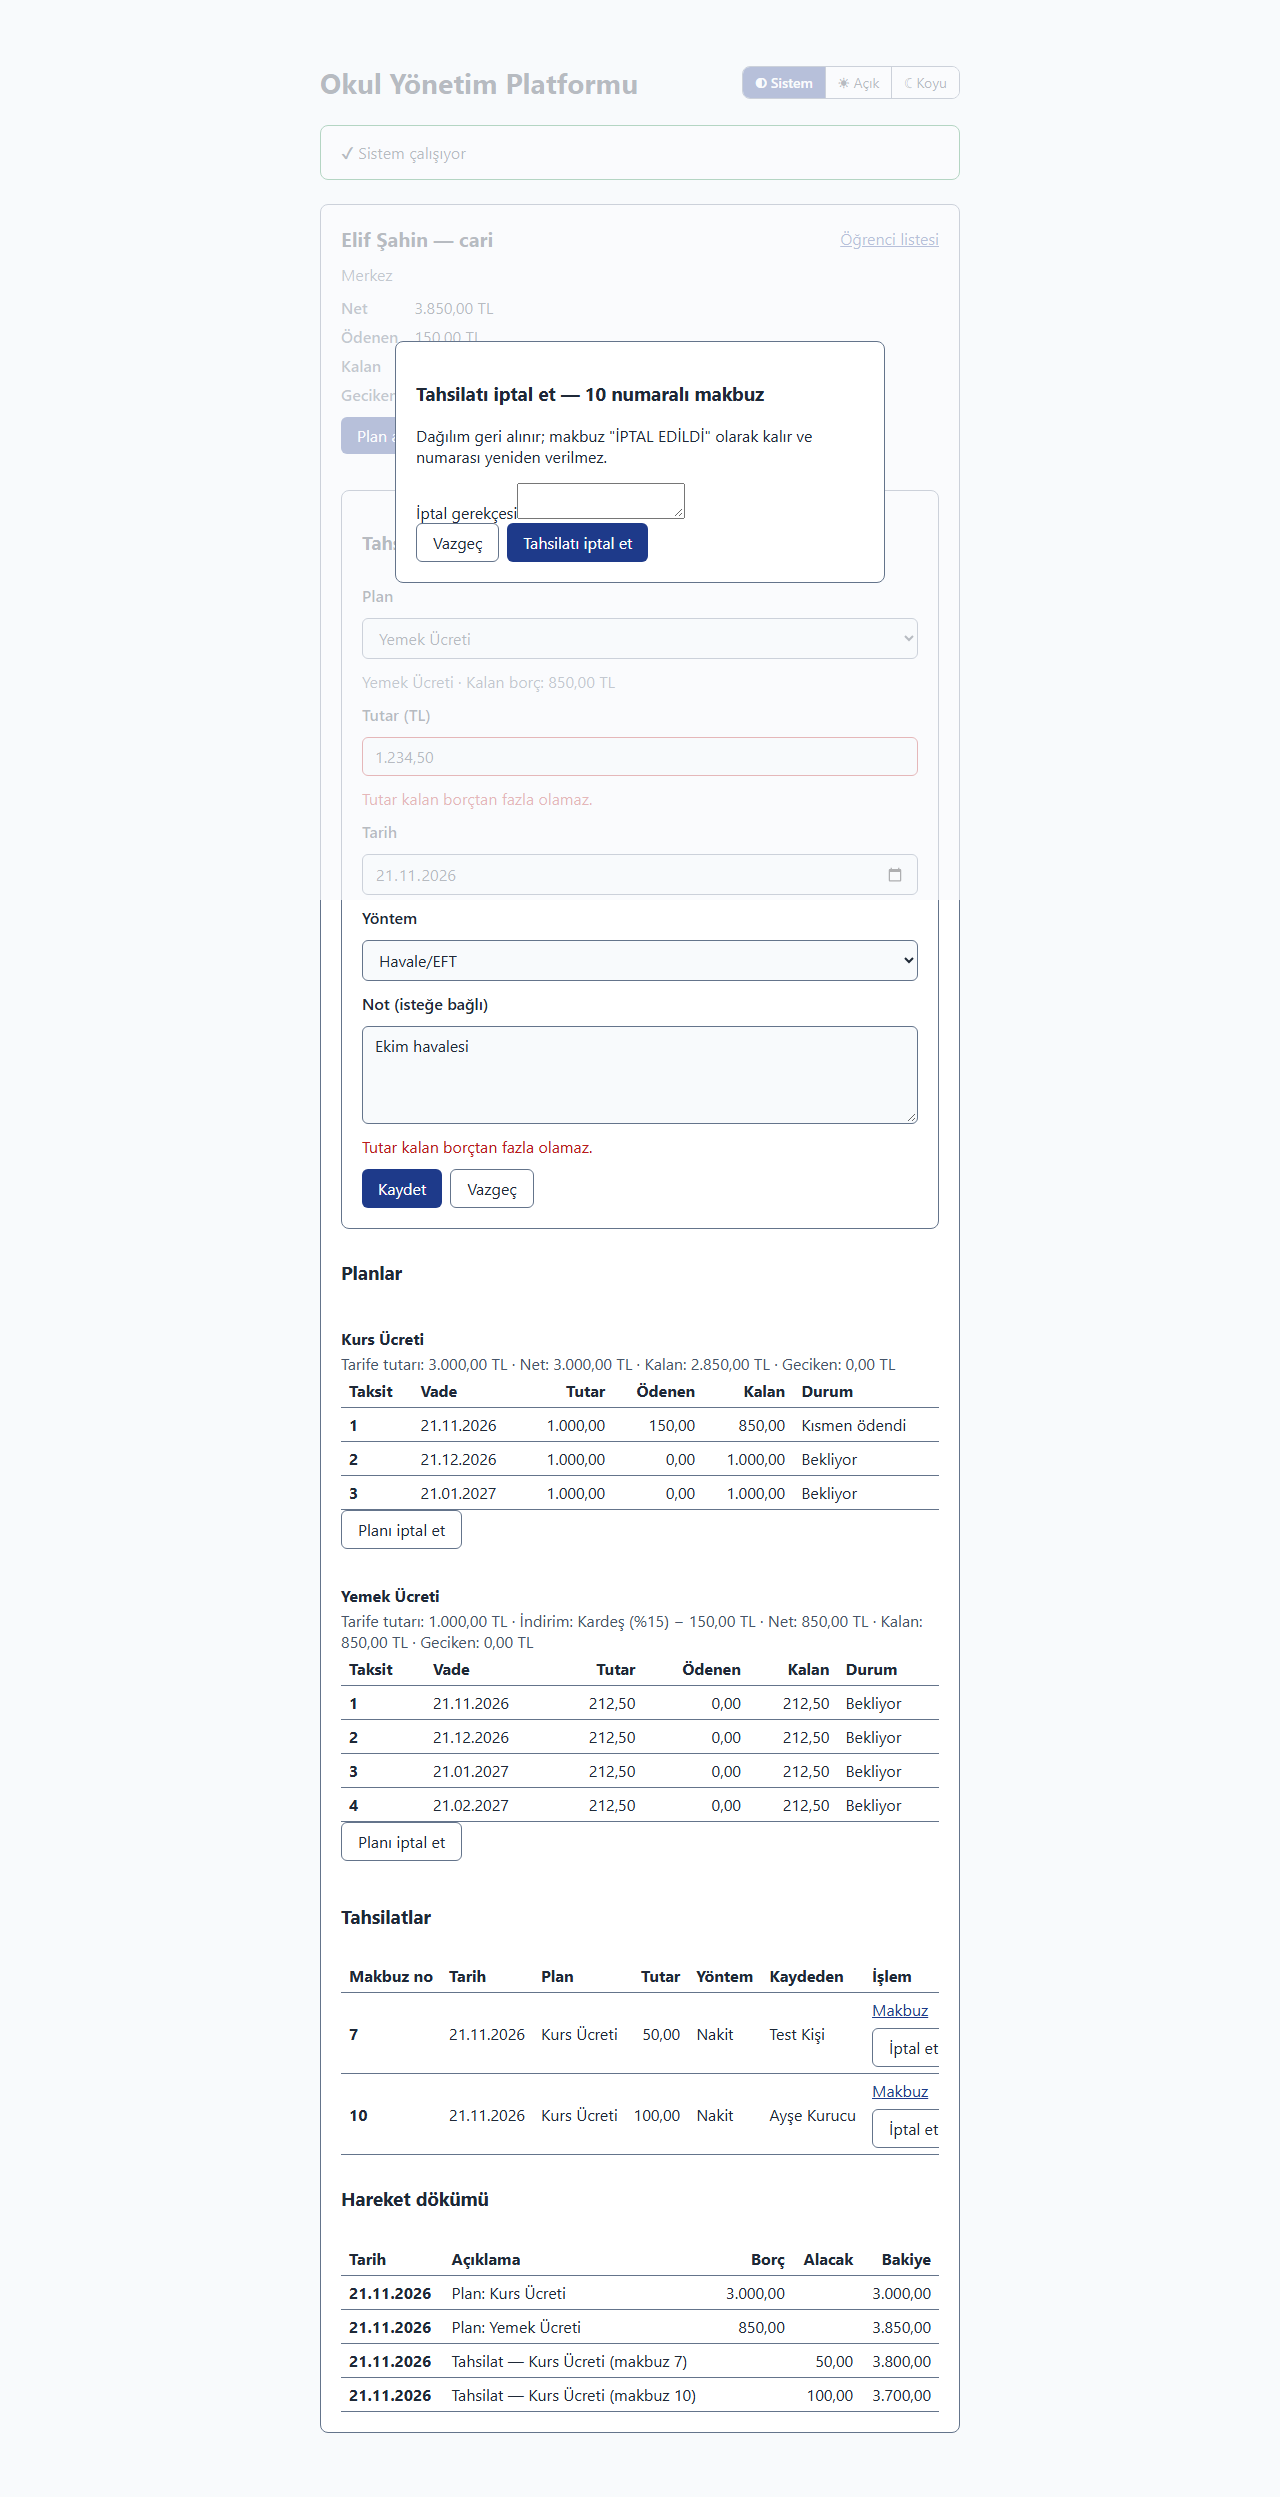 Okul Yönetim Platformu
Sistem
Açık
Koyu
✓ Sistem çalışıyor
Elif Şahin — cari
Öğrenci listesi
Merkez
Net 3.850,00 TL
Ödenen 150,00 TL
Kalan
Geciken
Plan
Tahsilatı iptal et — 10 numaralı makbuz
Dağılım geri alınır; makbuz "İPTAL EDİLDİ" olarak kalır ve
numarası yeniden verilmez.
İptal gerekçesi
Vazgeç
Tahsilatı iptal et
Plan
Yemek Ücreti
Yemek Ücreti · Kalan borç: 850,00 TL
Tutar (TL)
1.234,50
Tutar kalan borçtan fazla olamaz.
Tarih
21.11.2026
Yöntem
Havale/EFT
Not (isteğe bağlı)
Ekim havalesi
Tutar kalan borçtan fazla olamaz.
Kaydet
Vazgeç
Planlar
Kurs Ücreti
Tarife tutarı: 3.000,00 TL · Net: 3.000,00 TL · Kalan: 2.850,00 TL · Geciken: 0,00 TL
Taksit Vade Tutar Ödenen Kalan Durum
1 21.11.2026 1.000,00 150,00 850,00 Kısmen ödendi
2 21.12.2026 1.000,00 0,00 1.000,00 Bekliyor
3 21.01.2027 1.000,00 0,00 1.000,00 Bekliyor
Planı iptal et
Yemek Ücreti
Tarife tutarı: 1.000,00 TL · İndirim: Kardeş (%15) − 150,00 TL · Net: 850,00 TL · Kalan:
850,00 TL · Geciken: 0,00 TL
Taksit Vade Tutar Ödenen Kalan Durum
1 21.11.2026 212,50 0,00 212,50 Bekliyor
2 21.12.2026 212,50 0,00 212,50 Bekliyor
3 21.01.2027 212,50 0,00 212,50 Bekliyor
4 21.02.2027 212,50 0,00 212,50 Bekliyor
Planı iptal et
Tahsilatlar
Makbuz no Tarih Plan Tutar Yöntem Kaydeden İşlem
7 21.11.2026 Kurs Ücreti 50,00 Nakit Test Kişi Makbuz
İptal et
10 21.11.2026 Kurs Ücreti 100,00 Nakit Ayşe Kurucu Makbuz
İptal et
Hareket dökümü
Tarih Açıklama Borç Alacak Bakiye
21.11.2026 Plan: Kurs Ücreti 3.000,00 3.000,00
21.11.2026 Plan: Yemek Ücreti 850,00 3.850,00
21.11.2026 Tahsilat — Kurs Ücreti (makbuz 7) 50,00 3.800,00
21.11.2026 Tahsilat — Kurs Ücreti (makbuz 10) 100,00 3.700,00